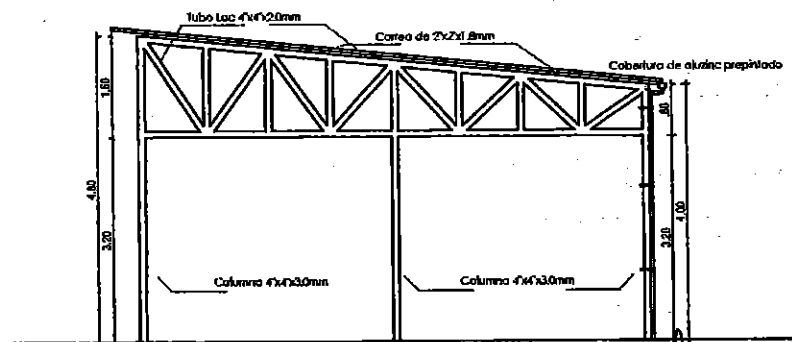 Tubo Lac 4"x4"x2.0mm
Correa de 2"x2"x1.8mm
Cobertura de aluzinc prepintado
1.60
.80
4.80
3.20
3.20
4.00
Columna 4"x4"x3.0mm
Columna 4"x4"x3.0mm